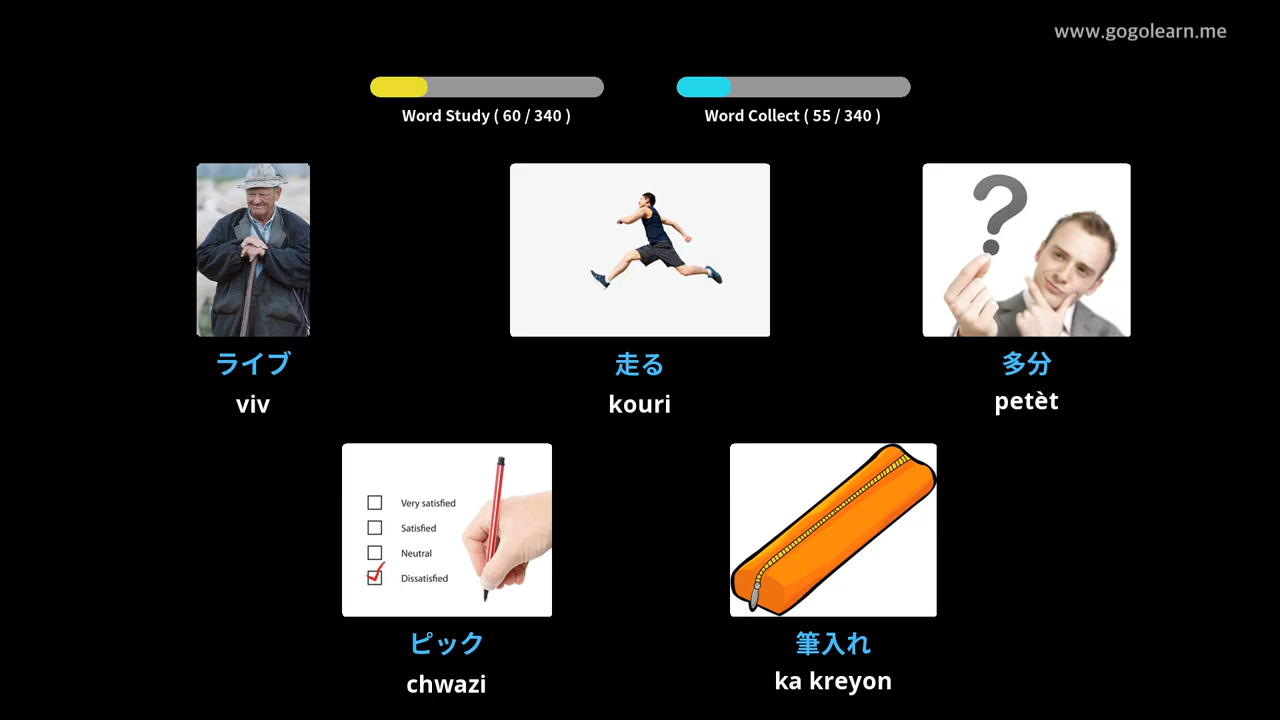 www.gogolearn.me
Word Study ( 60 / 340 )
Word Collect ( 55 / 340 )
ライブ
viv
走る
kouri
多分
petèt
Very satisfied
Satisfied
Neutral
Dissatisfied
ピック
chwazi
筆入れ
ka kreyon